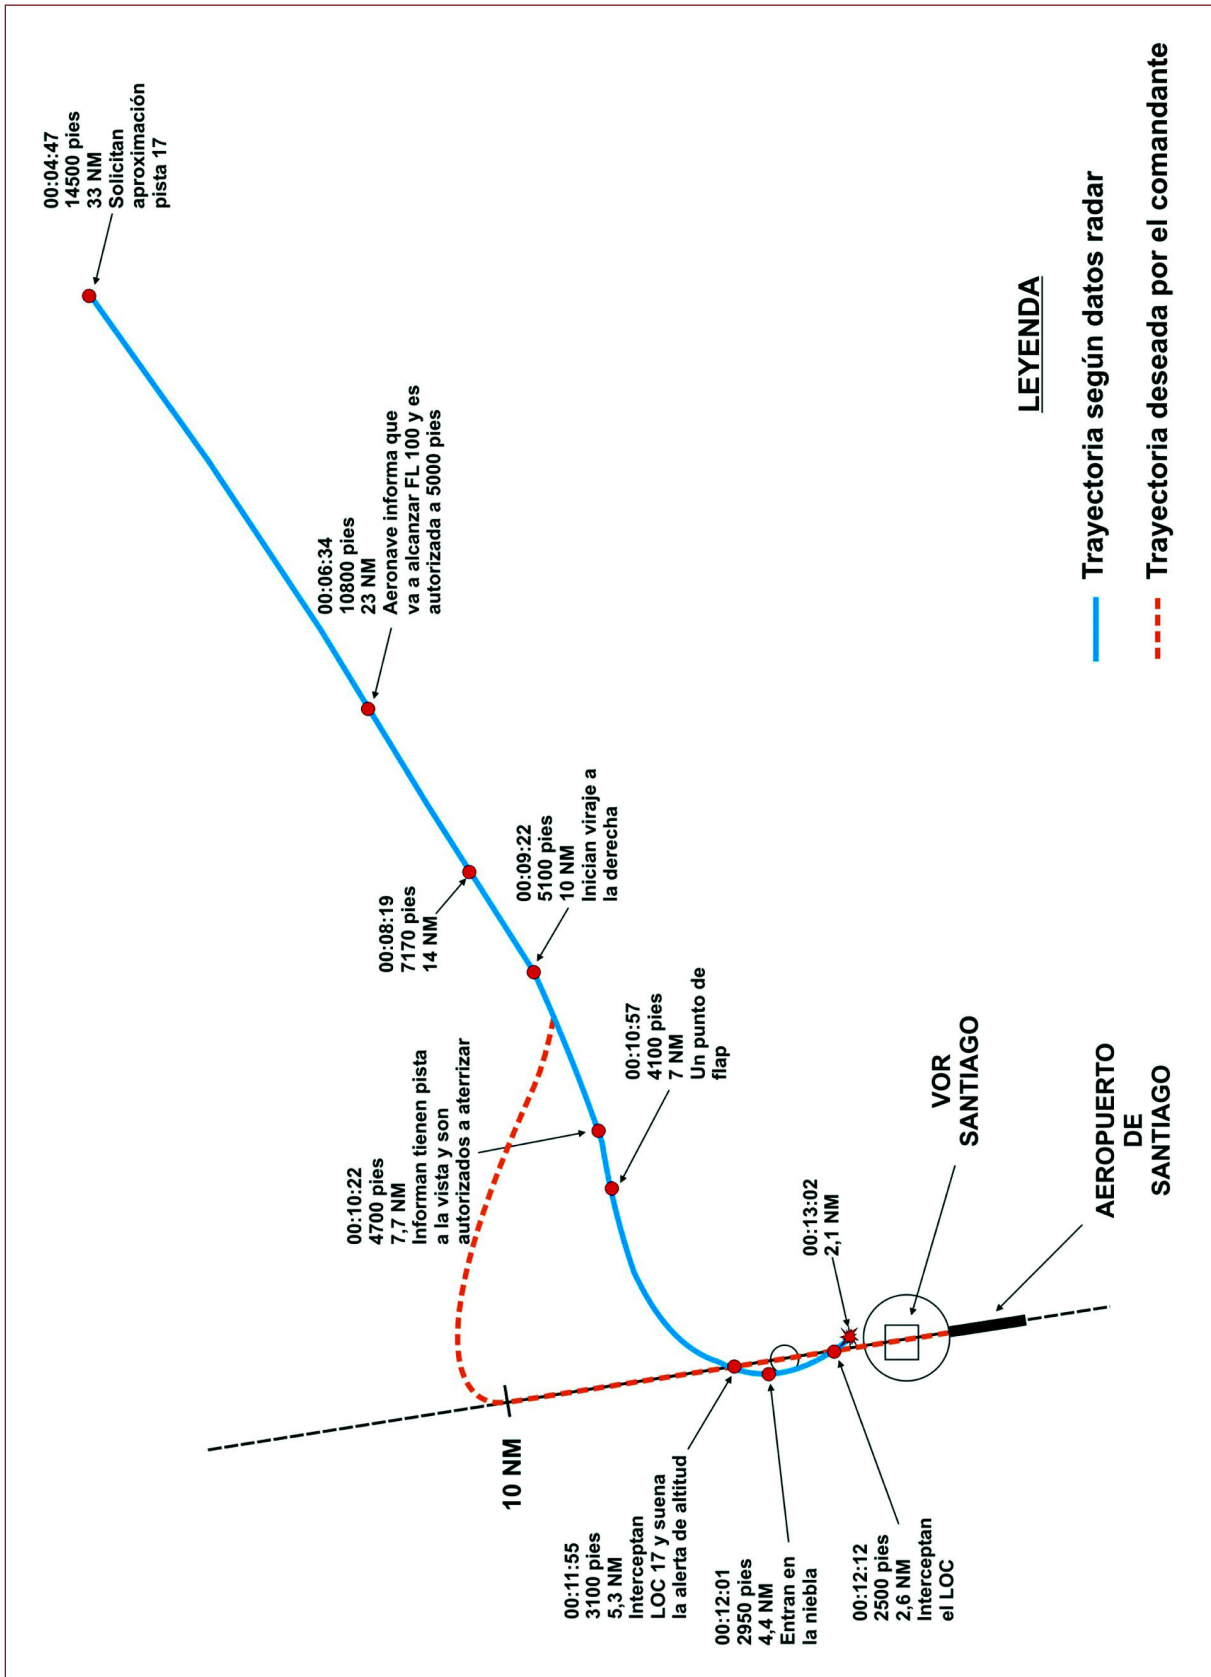 00:04:47
14500 pies
33 NM
Solicitan
aproximación
pista 17
00:06:34
10800 pies
23 NM
Aeronave informa que
va a alcanzar FL 100 y es
autorizada a 5000 pies
00:08:19
7170 pies
14 NM
00:09:22
5100 pies
10 NM
Inician viraje a
la derecha
00:10:22
4700 pies
7,7 NM
Informan tienen pista
a la vista y son
autorizados a aterrizar
00:10:57
4100 pies
7 NM
Un punto de
flap
10 NM
00:11:55
3100 pies
5,3 NM
Interceptan
LOC 17 y suena
la alerta de altitud
00:12:01
2950 pies
4,4 NM
Entran en
la niebla
00:12:12
2500 pies
2,6 NM
Interceptan
el LOC
00:13:02
2,1 NM
VOR
SANTIAGO
AEROPUERTO
DE
SANTIAGO
LEYENDA
Trayectoria según datos radar
Trayectoria deseada por el comandante